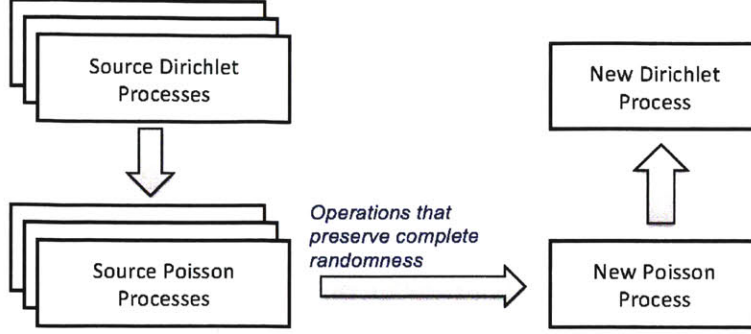 Source Dirichlet
Processes
New Dirichlet
Process
Operations that
preserve complete
randomness
Source Poisson
Processes
New Poisson
Process